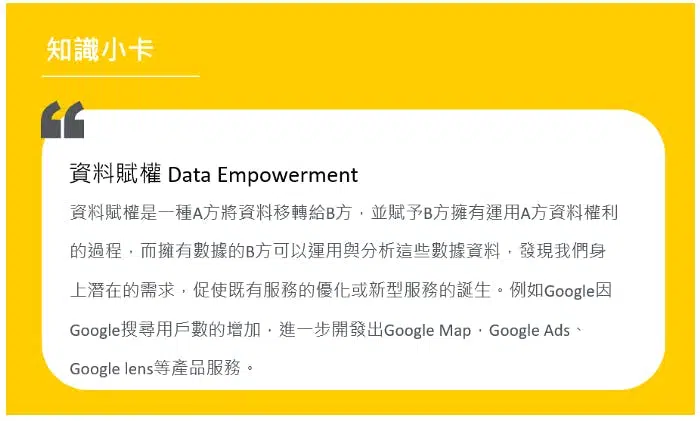 知識小卡
資料賦權 Data Empowerment
資料賦權是一種A方將資料移轉給B方，並賦予B方擁有運用A方資料權利
的過程，而擁有數據的B方可以運用與分析這些數據資料，發現我們身
上潛在的需求，促使既有服務的優化或新型服務的誕生。例如Google因
Google搜尋用戶數的增加，進一步開發出Google Map，Google Ads、
Google lens等產品服務。